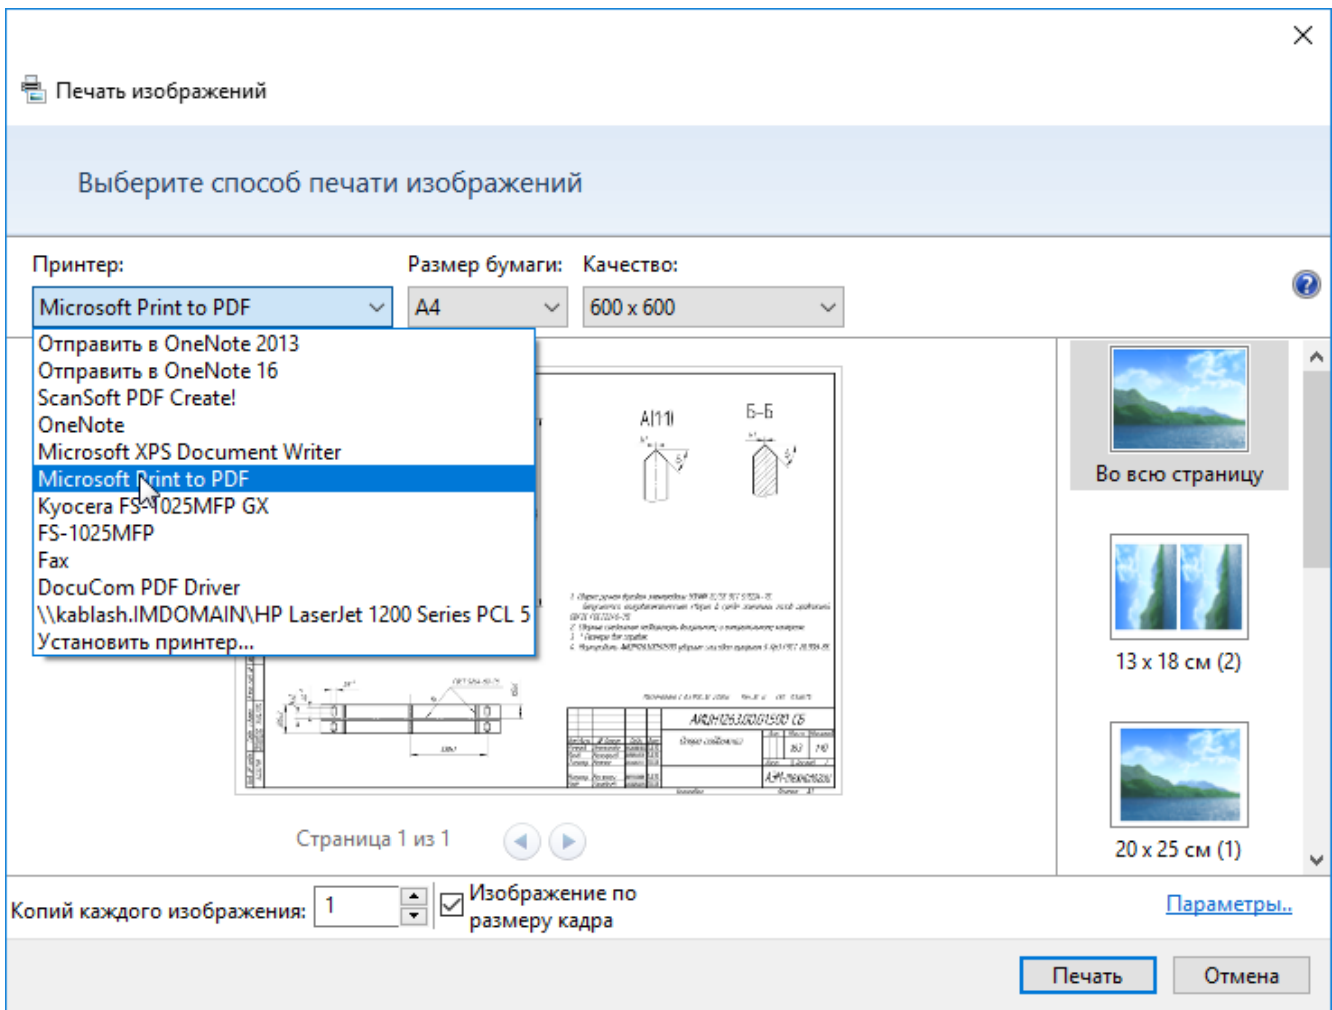 Печать изображений
Выберите способ печати изображений
Принтер:
Размер бумаги:
Качество:
Microsoft Print to PDF
A4
600 x 600
Отправить в OneNote 2013
Отправить в OneNote 16
ScanSoft PDF Create!
OneNote
Microsoft XPS Document Writer
Microsoft Print to PDF
Kyocera FS-1025MFP GX
FS-1025MFP
Fax
DocuCom PDF Driver
\\kablash.IMDOMAIN\HP LaserJet 1200 Series PCL 5
Установить принтер...
А(1:1)
Б-Б
Во всю страницу
13 x 18 см (2)
20 x 25 см (1)
Страница 1 из 1
Копий каждого изображения:
1
Изображение по
размеру кадра
Параметры..
Печать
Отмена